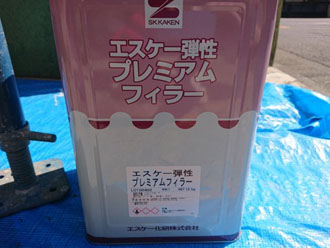 SK KAKEN
エスケー弾性
プレミアム
フィラー
エスケー弾性
プレミアムフィラー
エスケー化研株式会社